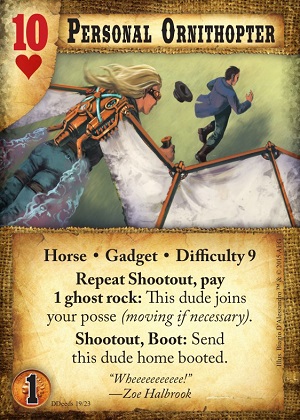 10 Personal Ornithopter
Horse • Gadget • Difficulty 9
Repeat Shootout, pay
1 ghost rock: This dude joins
your posse (moving if necessary).
Shootout, Boot: Send
this dude home booted.
"Wheeeeeeeeee!"
—Zoe Halbrook
1